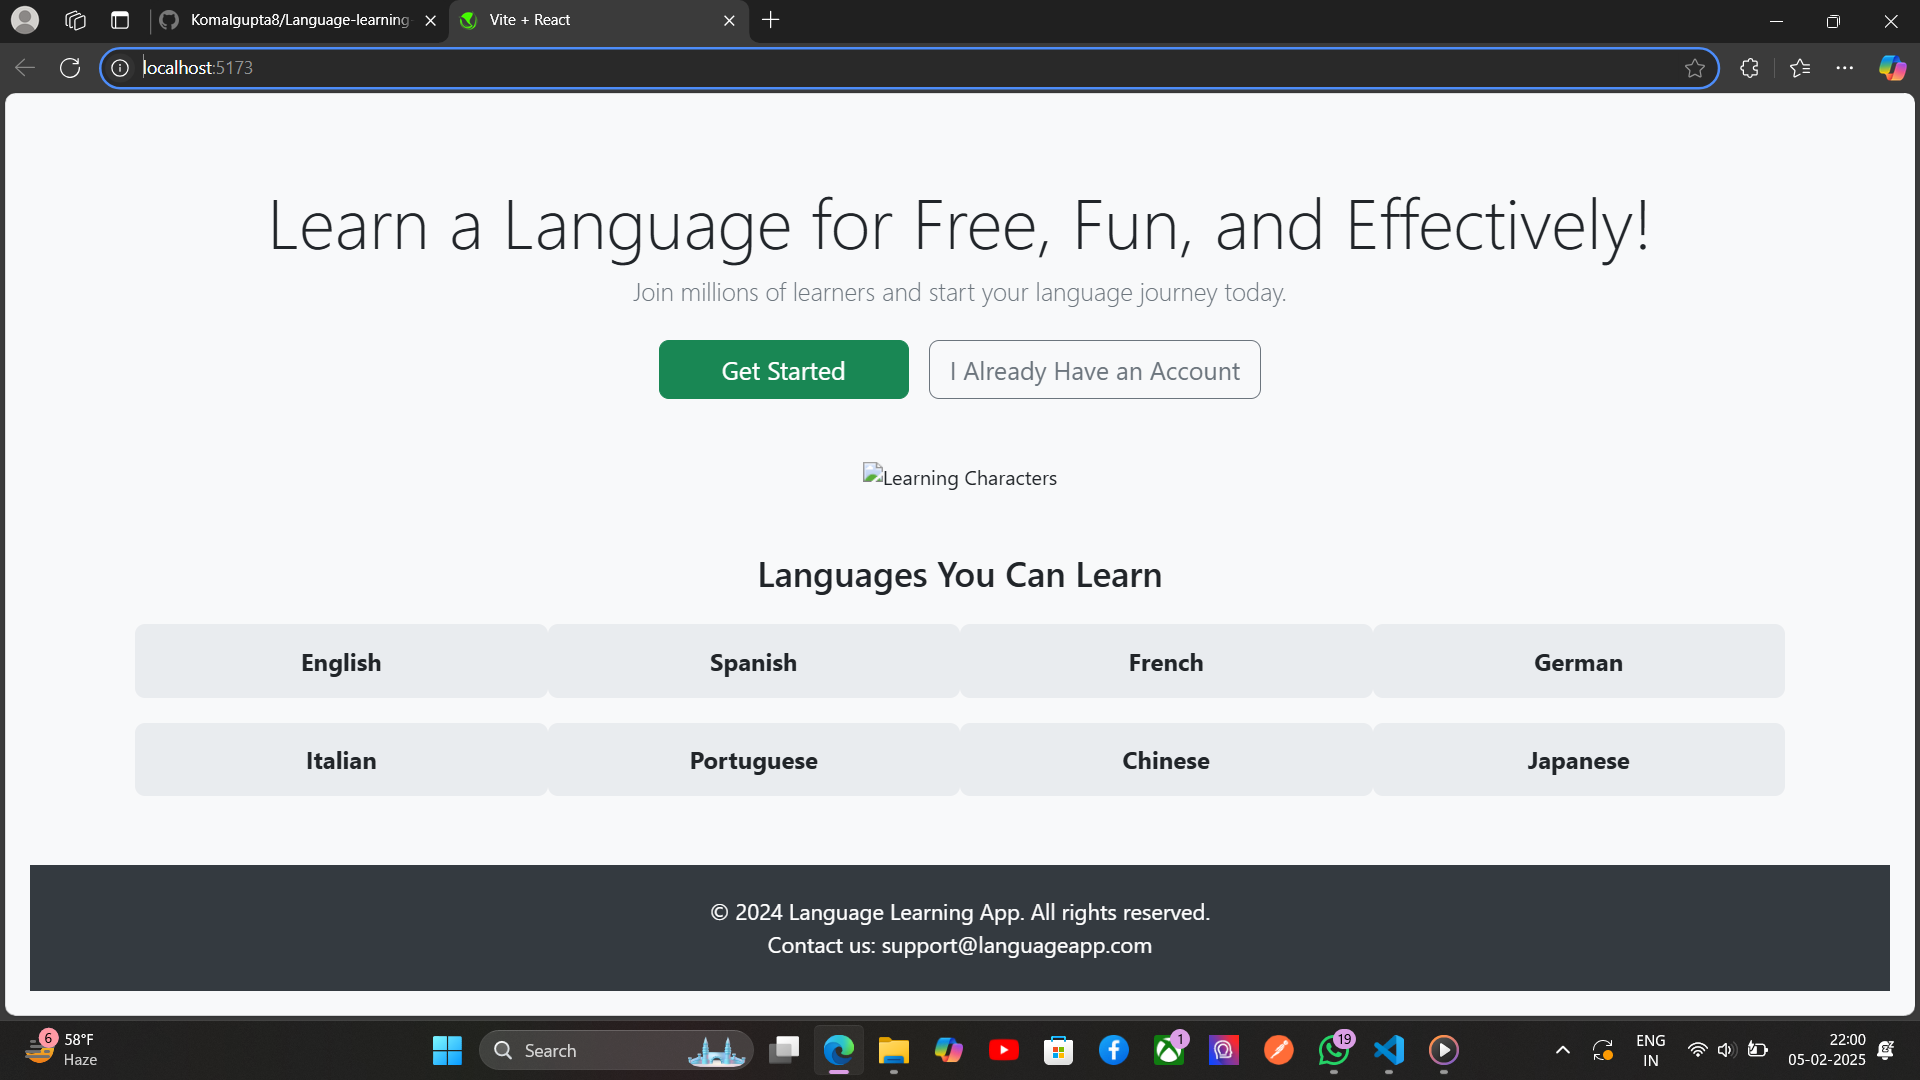 Komalgupta8/Language-learning
Vite + React
localhost:5173
Learn a Language for Free, Fun, and Effectively!
Join millions of learners and start your language journey today.
Get Started
I Already Have an Account
Learning Characters
Languages You Can Learn
English
Spanish
French
German
Italian
Portuguese
Chinese
Japanese
© 2024 Language Learning App. All rights reserved.
Contact us: support@languageapp.com
6
58°F
Haze
Search
1
19
ENG
IN
22:00
05-02-2025